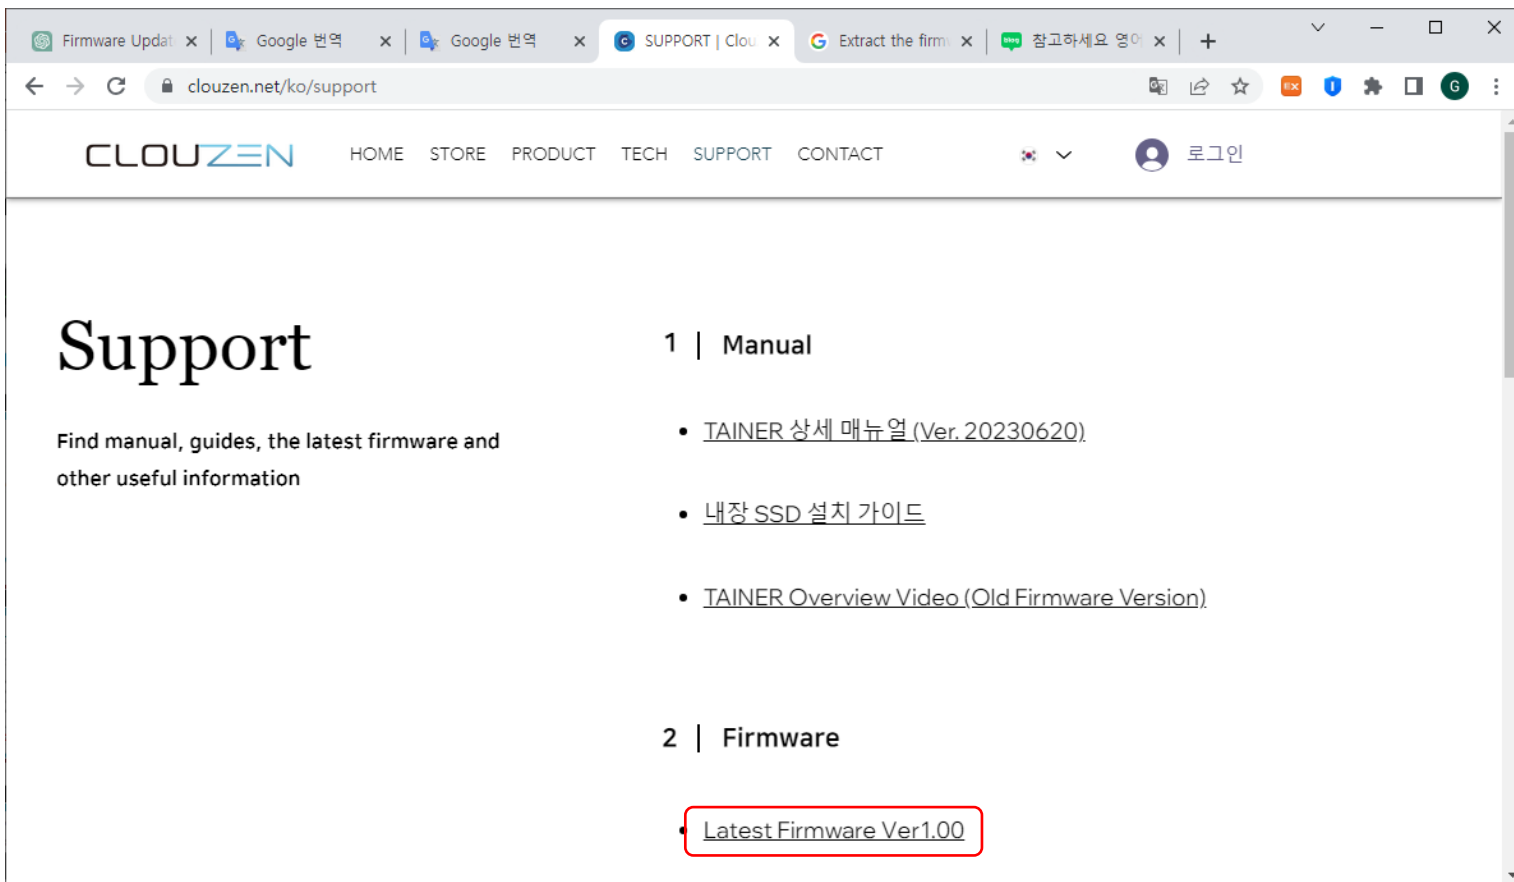 Firmware Updat
Google 번역
Google 번역
SUPPORT | Clou
Extract the firm
참고하세요 영어
clouzen.net/ko/support
EX
G
CLOUZEN
HOME
STORE
PRODUCT
TECH
SUPPORT
CONTACT
로그인
Support
Find manual, guides, the latest firmware and
other useful information
1 | Manual
TAINER 상세 매뉴얼 (Ver. 20230620)
내장 SSD 설치 가이드
TAINER Overview Video (Old Firmware Version)
2 | Firmware
Latest Firmware Ver1.00